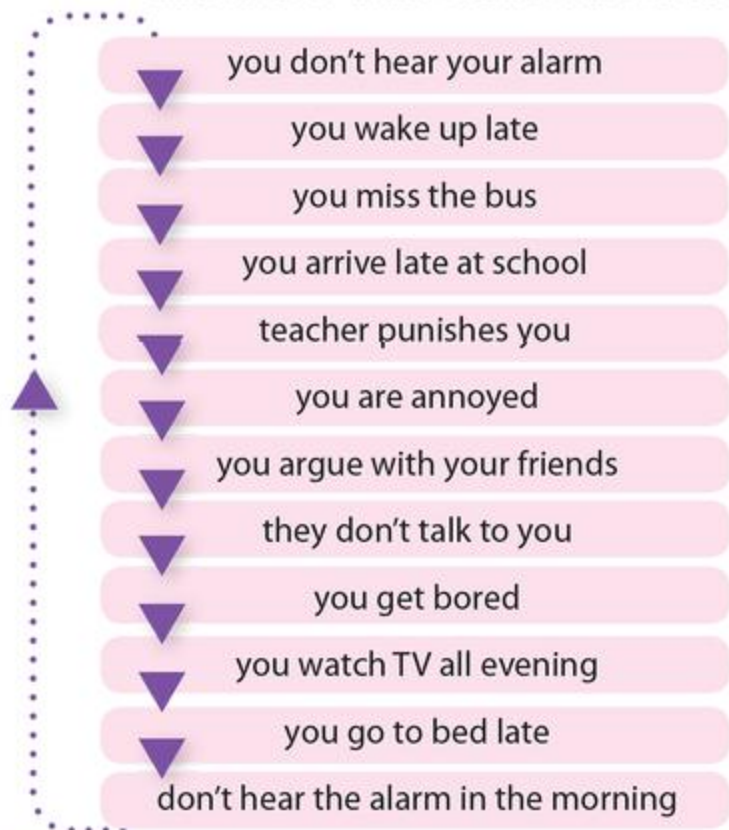 you don't hear your alarm
you wake up late
you miss the bus
you arrive late at school
teacher punishes you
you are annoyed
you argue with your friends
they don't talk to you
you get bored
you watch TV all evening
you go to bed late
don't hear the alarm in the morning